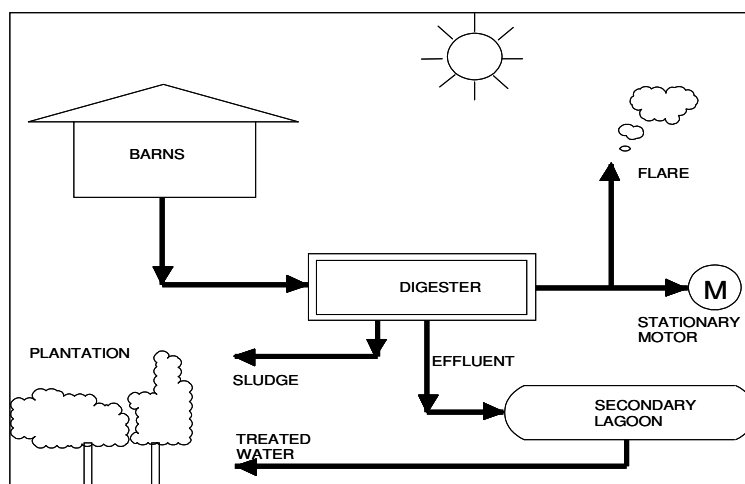 BARNS
FLARE
DIGESTER
M
STATIONARY
MOTOR
PLANTATION
SLUDGE
EFFLUENT
SECONDARY
LAGOON
TREATED
WATER